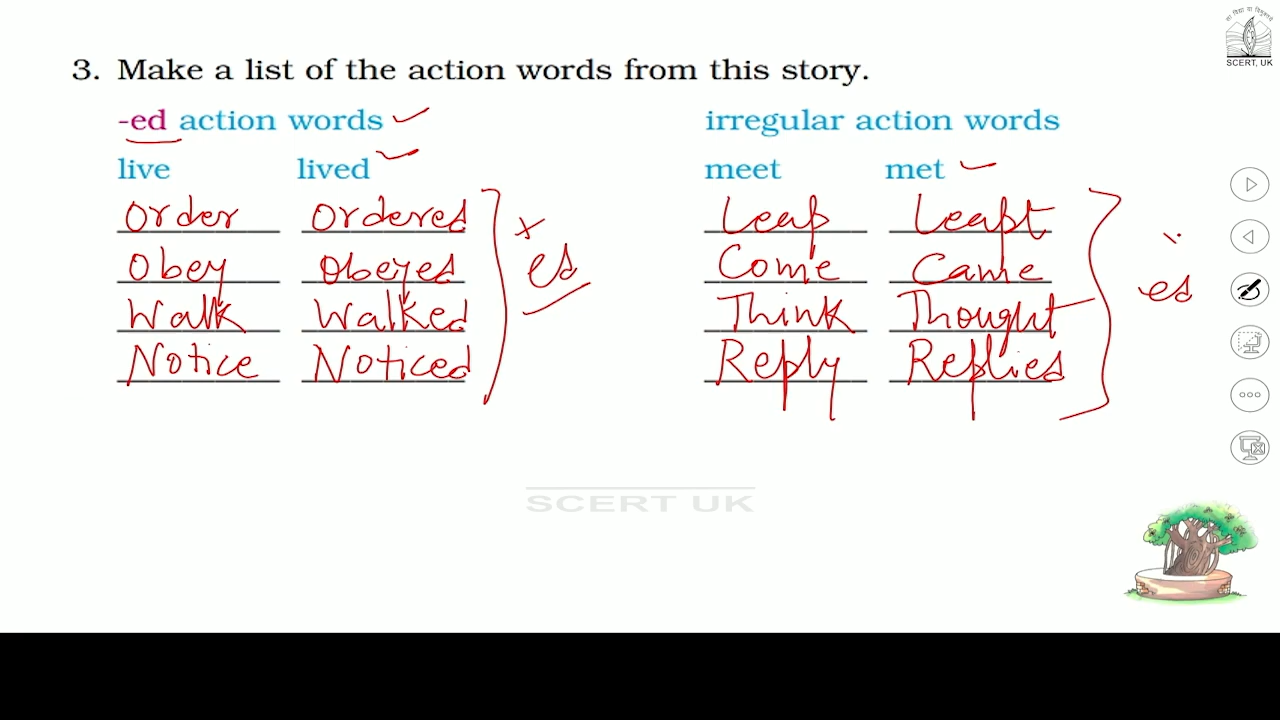 सा विद्या या विमुक्तये
SCERT, UK
3. Make a list of the action words from this story.
-ed action words irregular action words
live lived meet met
Order Ordered Leap Leapt
Obey Obeyed Come Came
Walk Walked Think Thought
Notice Noticed Reply Replied
+ ed
ed
SCERT UK